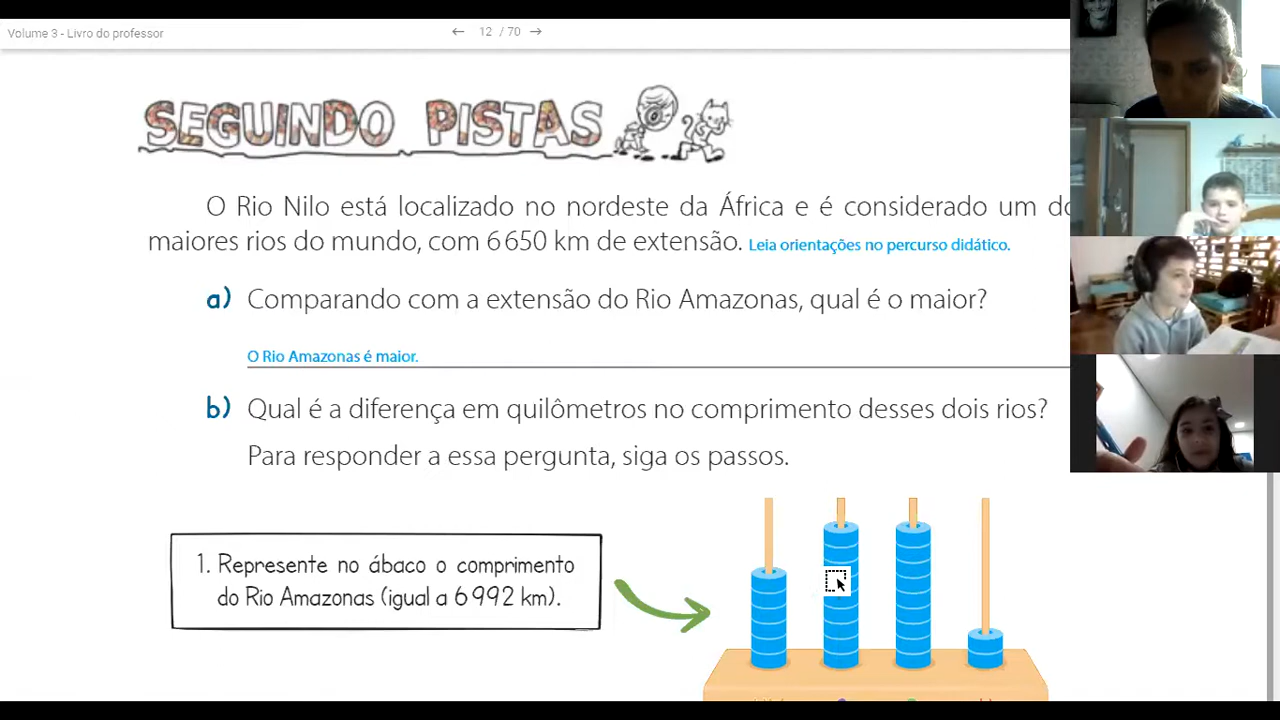 Volume 3 - Livro do professor
← 12 / 70 →
SEGUINDO PISTAS
O Rio Nilo está localizado no nordeste da África e é considerado um
maiores rios do mundo, com 6 650 km de extensão. Leia orientações no percurso didático.
a) Comparando com a extensão do Rio Amazonas, qual é o maior?
O Rio Amazonas é maior.
b) Qual é a diferença em quilômetros no comprimento desses dois rios?
Para responder a essa pergunta, siga os passos.
1. Represente no ábaco o comprimento
do Rio Amazonas (igual a 6 992 km).